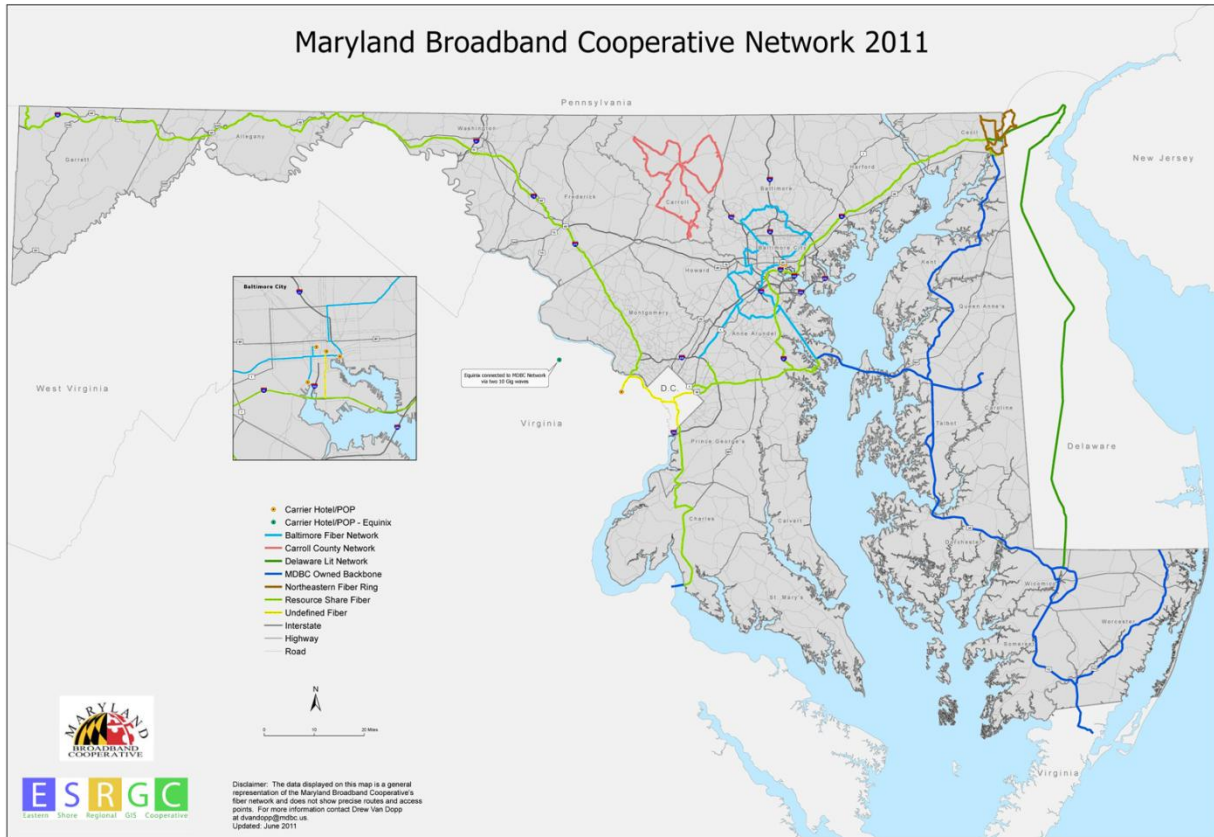 Maryland Broadband Cooperative Network 2011
Pennsylvania
New Jersey
Garrett
Allegany
Washington
Frederick
Carroll
Baltimore
Harford
Cecil
Baltimore City
Howard
Montgomery
Anne Arundel
Kent
Queen Anne's
Caroline
Talbot
Delaware
D.C.
Prince George's
Charles
Calvert
St. Mary's
Dorchester
Wicomico
Worcester
Somerset
West Virginia
Virginia
Virginia
Equinix connected to MDBC Network
via two 10 Gig waves
Baltimore City
Carrier Hotel/POP
Carrier Hotel/POP - Equinix
Baltimore Fiber Network
Carroll County Network
Delaware Lit Network
MDBC Owned Backbone
Northeastern Fiber Ring
Resource Share Fiber
Undefined Fiber
Interstate
Highway
Road
N
0 10 20 Miles
MARYLAND
BROADBAND
COOPERATIVE
ESRGC
Eastern Shore Regional GIS Cooperative
Disclaimer: The data displayed on this map is a general
representation of the Maryland Broadband Cooperative's
fiber network and does not show precise routes and access
points. For more information contact Drew Van Dopp
at dvandopp@mdbc.us.
Updated: June 2011